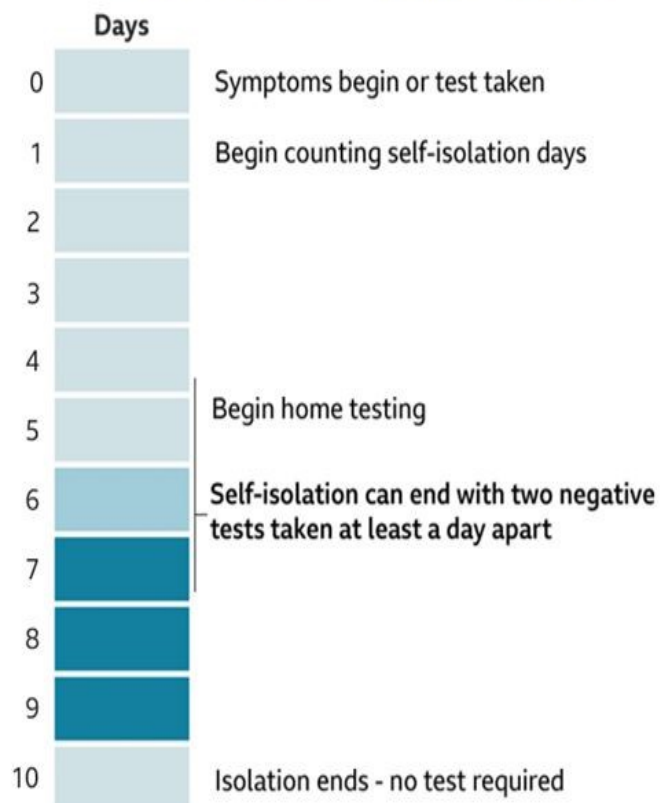 Days
0 Symptoms begin or test taken
1 Begin counting self-isolation days
2
3
4
Begin home testing
5
6 Self-isolation can end with two negative
tests taken at least a day apart
7
8
9
10 Isolation ends - no test required